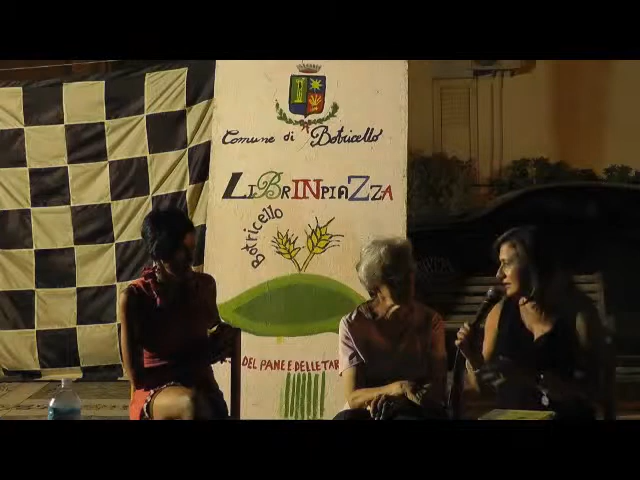 Comune di Botricello
LiBrINpiAZzA
Botricello
DEL PANE E DELLE TAR